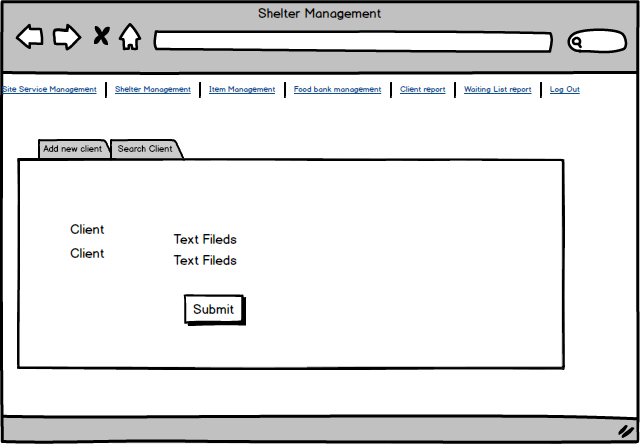 Shelter Management
Site Service Management Shelter Management Item Management Food bank management Client report Waiting List report Log Out
Add new client Search Client
Client
Text Fileds
Client
Text Fileds
Submit